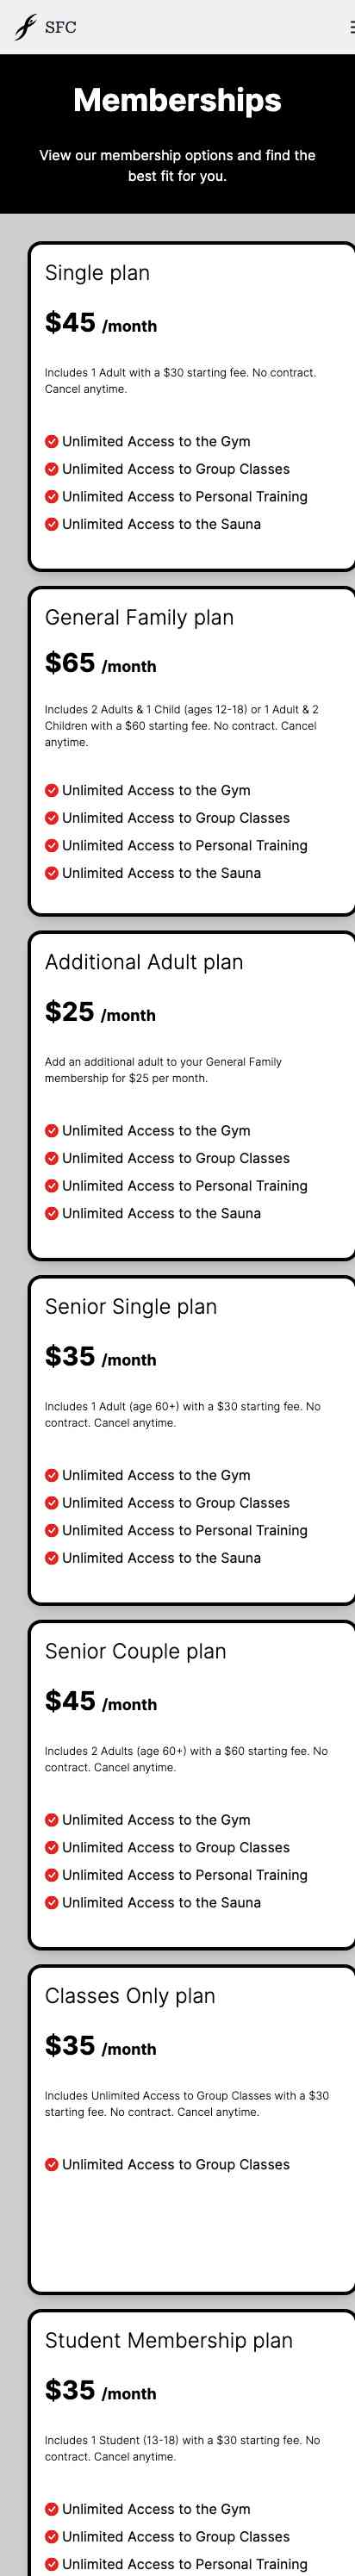 SFC
Memberships
View our membership options and find the
best fit for you.
Single plan
$45 /month
Includes 1 Adult with a $30 starting fee. No contract.
Cancel anytime.
Unlimited Access to the Gym
Unlimited Access to Group Classes
Unlimited Access to Personal Training
Unlimited Access to the Sauna
General Family plan
$65 /month
Includes 2 Adults & 1 Child (ages 12-18) or 1 Adult & 2
Children with a $60 starting fee. No contract. Cancel
anytime.
Unlimited Access to the Gym
Unlimited Access to Group Classes
Unlimited Access to Personal Training
Unlimited Access to the Sauna
Additional Adult plan
$25 /month
Add an additional adult to your General Family
membership for $25 per month.
Unlimited Access to the Gym
Unlimited Access to Group Classes
Unlimited Access to Personal Training
Unlimited Access to the Sauna
Senior Single plan
$35 /month
Includes 1 Adult (age 60+) with a $30 starting fee. No
contract. Cancel anytime.
Unlimited Access to the Gym
Unlimited Access to Group Classes
Unlimited Access to Personal Training
Unlimited Access to the Sauna
Senior Couple plan
$45 /month
Includes 2 Adults (age 60+) with a $60 starting fee. No
contract. Cancel anytime.
Unlimited Access to the Gym
Unlimited Access to Group Classes
Unlimited Access to Personal Training
Unlimited Access to the Sauna
Classes Only plan
$35 /month
Includes Unlimited Access to Group Classes with a $30
starting fee. No contract. Cancel anytime.
Unlimited Access to Group Classes
Student Membership plan
$35 /month
Includes 1 Student (13-18) with a $30 starting fee. No
contract. Cancel anytime.
Unlimited Access to the Gym
Unlimited Access to Group Classes
Unlimited Access to Personal Training